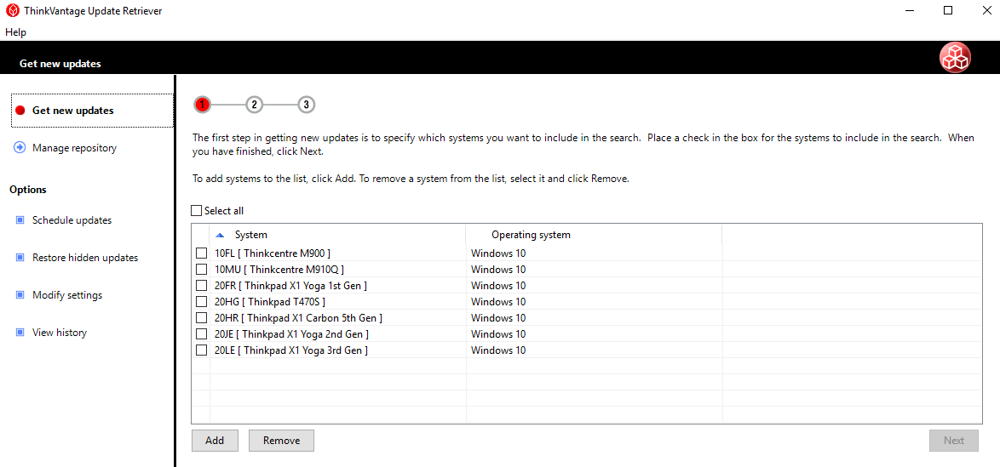 ThinkVantage Update Retriever
Help
Get new updates
Get new updates
Manage repository
Options
Schedule updates
Restore hidden updates
Modify settings
View history
1 2 3
The first step in getting new updates is to specify which systems you want to include in the search.  Place a check in the box for the systems to include in the search.  When
you have finished, click Next.
To add systems to the list, click Add. To remove a system from the list, select it and click Remove.
Select all
System Operating system
10FL [ Thinkcentre M900 ] Windows 10
10MU [ Thinkcentre M910Q ] Windows 10
20FR [ Thinkpad X1 Yoga 1st Gen ] Windows 10
20HG [ Thinkpad T470S ] Windows 10
20HR [ Thinkpad X1 Carbon 5th Gen ] Windows 10
20JE [ Thinkpad X1 Yoga 2nd Gen ] Windows 10
20LE [ Thinkpad X1 Yoga 3rd Gen ] Windows 10
Add Remove Next